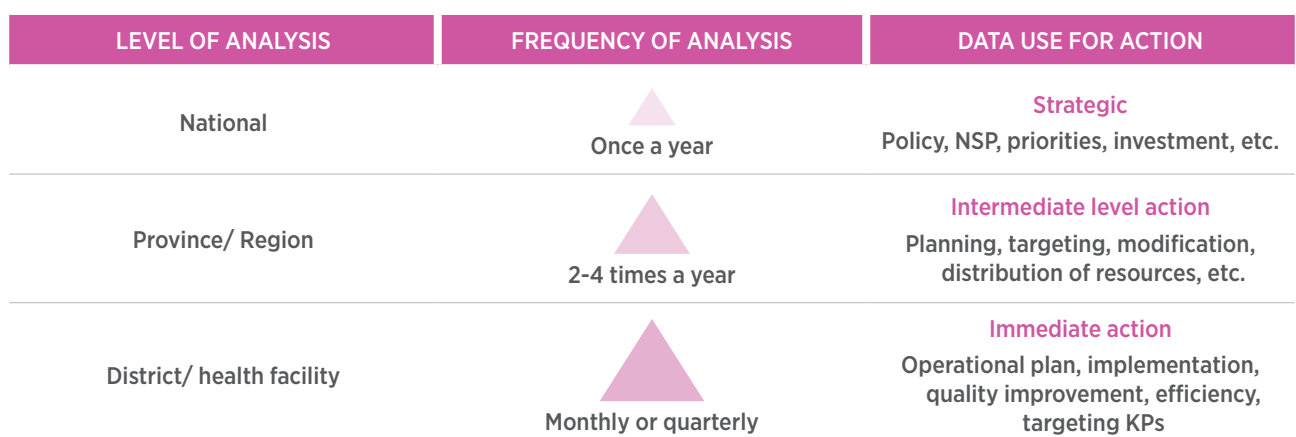 LEVEL OF ANALYSIS
FREQUENCY OF ANALYSIS
DATA USE FOR ACTION
National
Once a year
Strategic
Policy, NSP, priorities, investment, etc.
Province/ Region
2-4 times a year
Intermediate level action
Planning, targeting, modification,
distribution of resources, etc.
District/ health facility
Monthly or quarterly
Immediate action
Operational plan, implementation,
quality improvement, efficiency,
targeting KPs